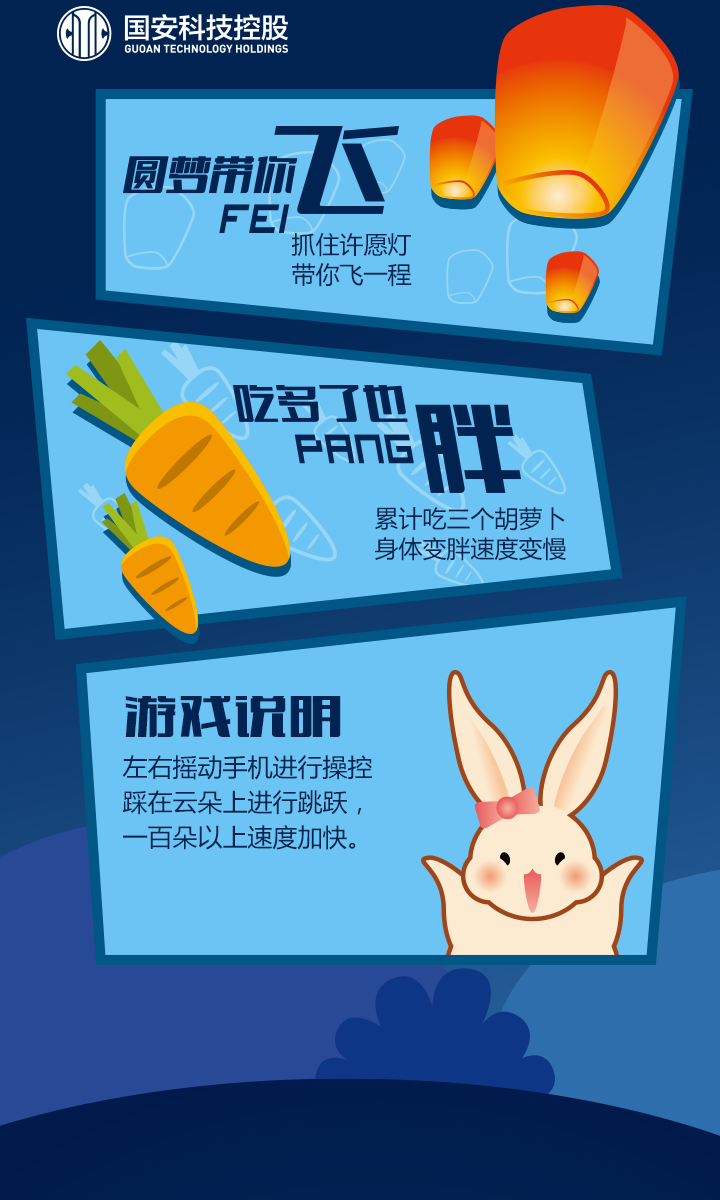 国安科技控股
GUOAN TECHNOLOGY HOLDINGS
圆梦带你飞
FEI
抓住许愿灯
带你飞一程
吃多了也胖
PANG
累计吃三个胡萝卜
身体变胖速度变慢
游戏说明
左右摇动手机进行操控
踩在云朵上进行跳跃，
一百朵以上速度加快。